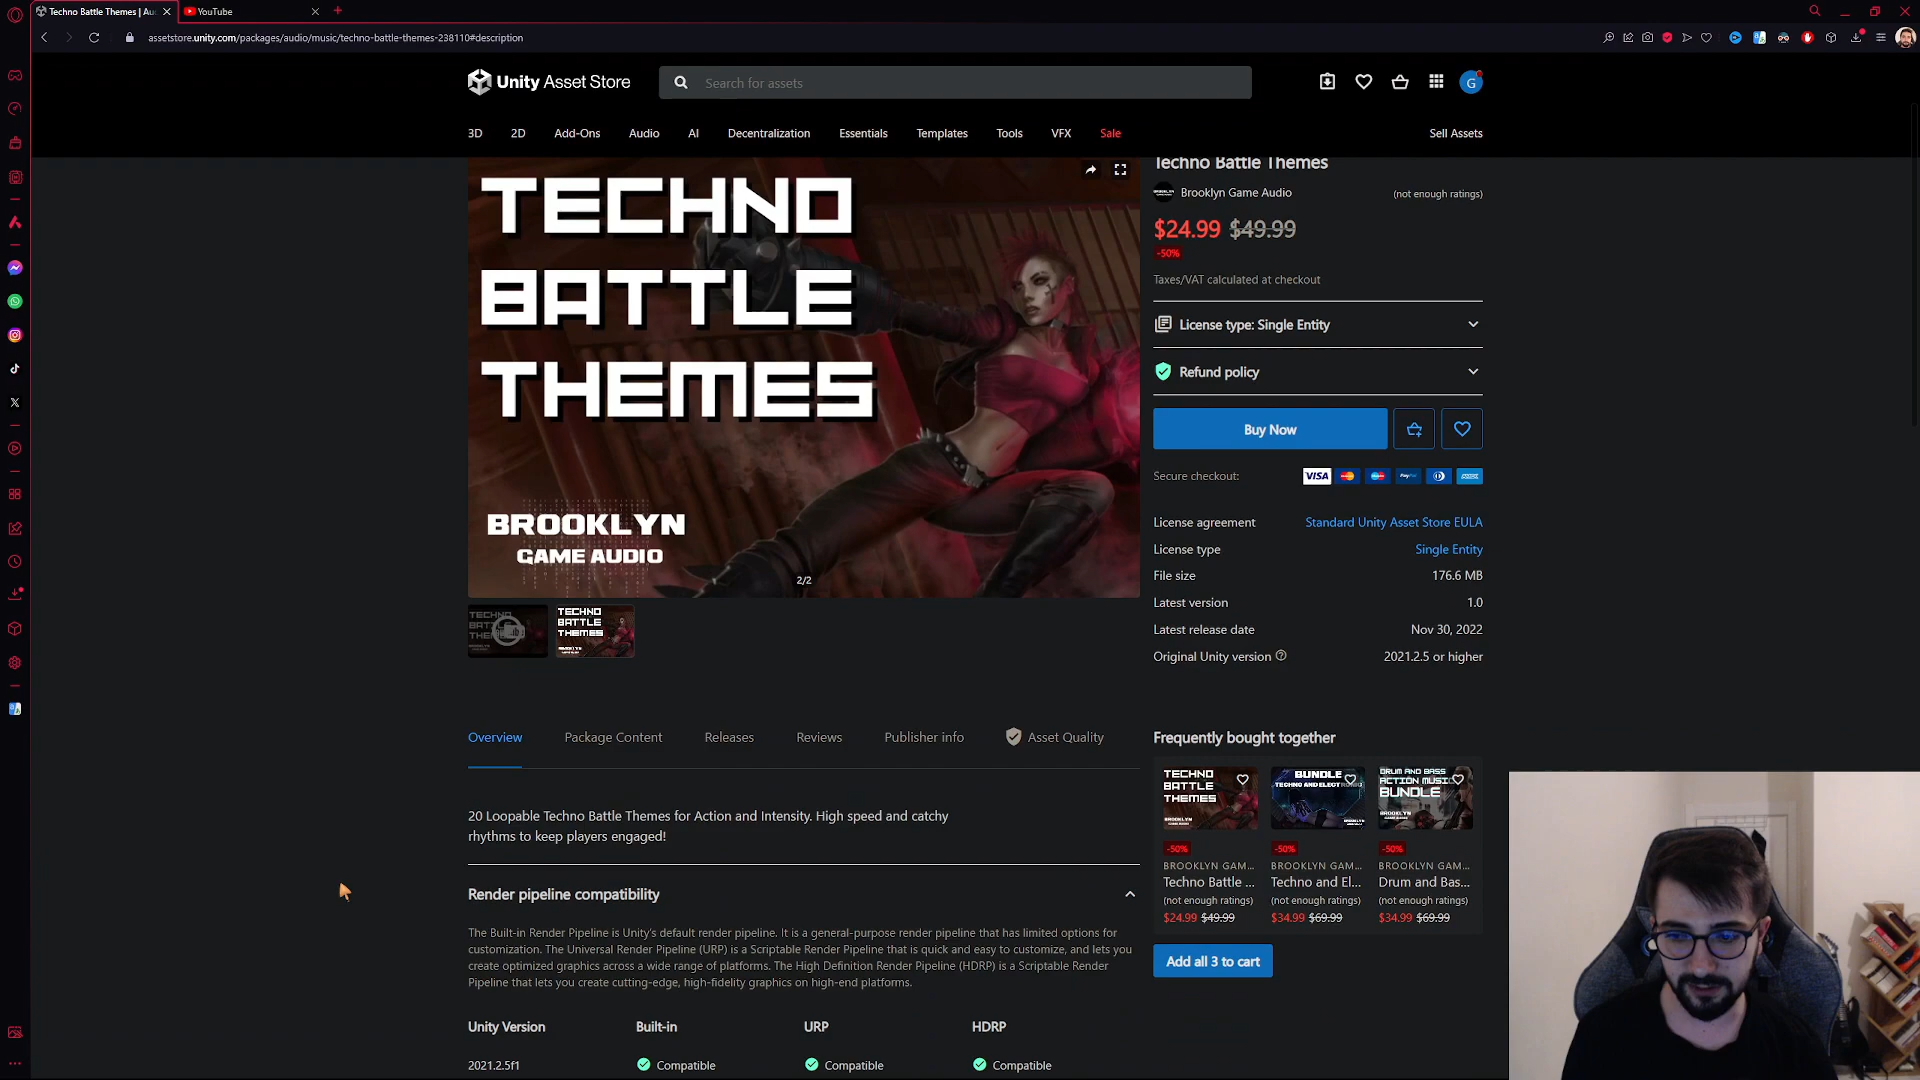 Techno Battle Themes | Au
YouTube
assetstore.unity.com/packages/audio/music/techno-battle-themes-238110#description
Unity Asset Store
Search for assets
G
3D
2D
Add-Ons
Audio
AI
Decentralization
Essentials
Templates
Tools
VFX
Sale
Sell Assets
TECHNO
BATTLE
THEMES
BROOKLYN
GAME AUDIO
2/2
TECHNO
BATTLE
THEMES
Techno Battle Themes
Brooklyn Game Audio
(not enough ratings)
$24.99 $49.99
-50%
Taxes/VAT calculated at checkout
License type: Single Entity
Refund policy
Buy Now
Secure checkout:
VISA
PayPal
License agreement
Standard Unity Asset Store EULA
License type
Single Entity
File size
176.6 MB
Latest version
1.0
Latest release date
Nov 30, 2022
Original Unity version
2021.2.5 or higher
Overview
Package Content
Releases
Reviews
Publisher info
Asset Quality
20 Loopable Techno Battle Themes for Action and Intensity. High speed and catchy
rhythms to keep players engaged!
Render pipeline compatibility
The Built-in Render Pipeline is Unity's default render pipeline. It is a general-purpose render pipeline that has limited options for
customization. The Universal Render Pipeline (URP) is a Scriptable Render Pipeline that is quick and easy to customize, and lets you
create optimized graphics across a wide range of platforms. The High Definition Render Pipeline (HDRP) is a Scriptable Render
Pipeline that lets you create cutting-edge, high-fidelity graphics on high-end platforms.
Unity Version
Built-in
URP
HDRP
2021.2.5f1
Compatible
Compatible
Compatible
Frequently bought together
TECHNO
BATTLE
THEMES
-50%
BROOKLYN GAM...
Techno Battle ...
(not enough ratings)
$24.99 $49.99
BUNDLE
-50%
BROOKLYN GAM...
Techno and El...
(not enough ratings)
$34.99 $69.99
DRUM AND BASS
ACTION MUSIC
BUNDLE
-50%
BROOKLYN GAM...
Drum and Bas...
(not enough ratings)
$34.99 $69.99
Add all 3 to cart